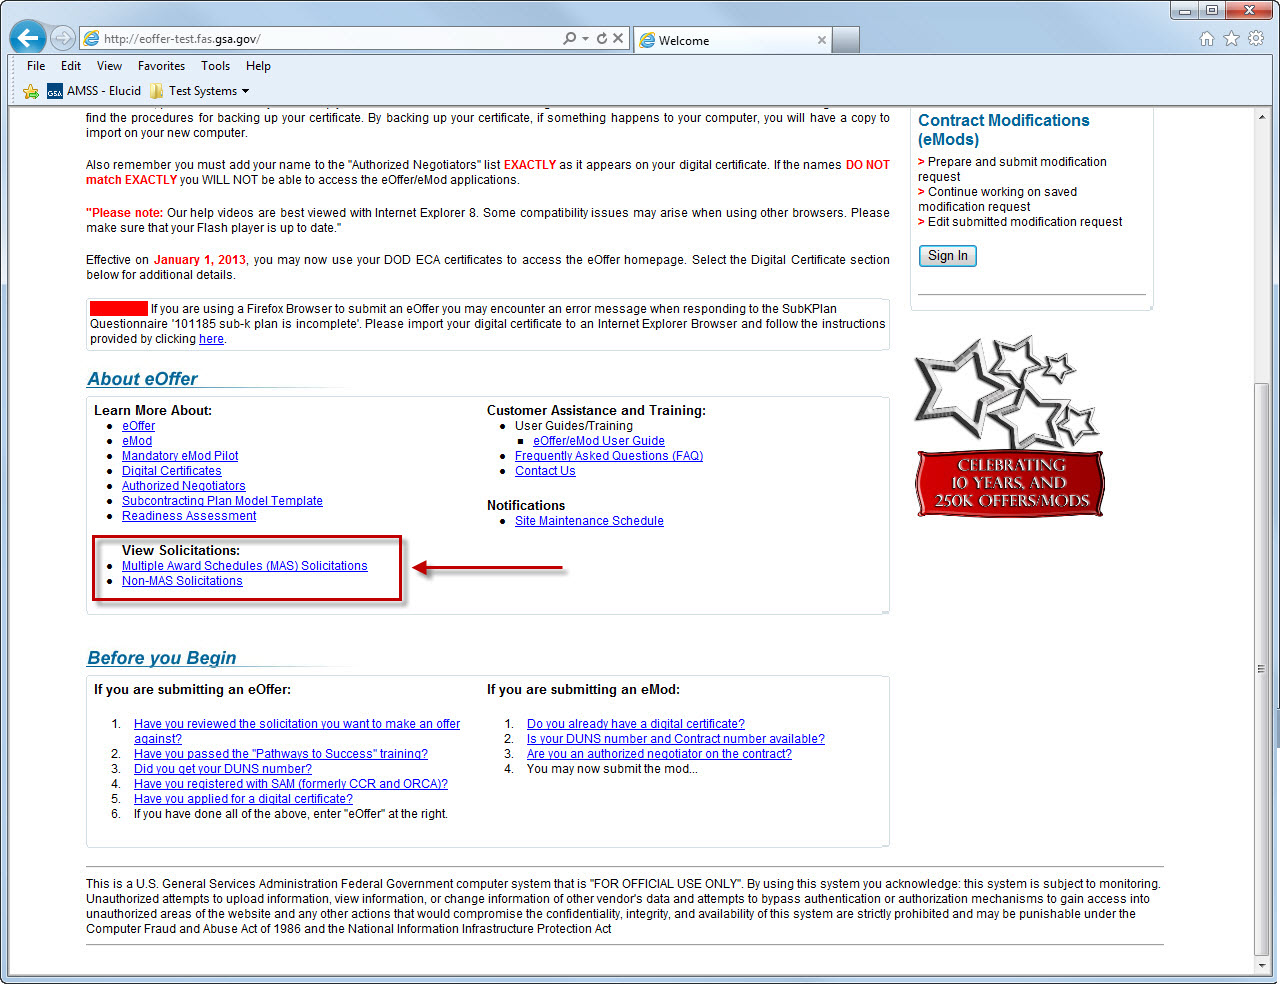 http://eoffer-test.fas.gsa.gov/
Welcome
File Edit View Favorites Tools Help
GSA AMSS - Elucid Test Systems
find the procedures for backing up your certificate. By backing up your certificate, if something happens to your computer, you will have a copy to
import on your new computer.
Also remember you must add your name to the "Authorized Negotiators" list EXACTLY as it appears on your digital certificate. If the names DO NOT
match EXACTLY you WILL NOT be able to access the eOffer/eMod applications.
"Please note: Our help videos are best viewed with Internet Explorer 8. Some compatibility issues may arise when using other browsers. Please
make sure that your Flash player is up to date."
Effective on January 1, 2013, you may now use your DOD ECA certificates to access the eOffer homepage. Select the Digital Certificate section
below for additional details.
If you are using a Firefox Browser to submit an eOffer you may encounter an error message when responding to the SubKPlan
Questionnaire '101185 sub-k plan is incomplete'. Please import your digital certificate to an Internet Explorer Browser and follow the instructions
provided by clicking here.
Contract Modifications
(eMods)
> Prepare and submit modification
request
> Continue working on saved
modification request
> Edit submitted modification request
Sign In
CELEBRATING
10 YEARS, AND
250K OFFERS/MODS
About eOffer
Learn More About:
• eOffer
• eMod
• Mandatory eMod Pilot
• Digital Certificates
• Authorized Negotiators
• Subcontracting Plan Model Template
• Readiness Assessment
View Solicitations:
• Multiple Award Schedules (MAS) Solicitations
• Non-MAS Solicitations
Customer Assistance and Training:
• User Guides/Training
▪ eOffer/eMod User Guide
• Frequently Asked Questions (FAQ)
• Contact Us
Notifications
• Site Maintenance Schedule
Before you Begin
If you are submitting an eOffer:
1. Have you reviewed the solicitation you want to make an offer
against?
2. Have you passed the "Pathways to Success" training?
3. Did you get your DUNS number?
4. Have you registered with SAM (formerly CCR and ORCA)?
5. Have you applied for a digital certificate?
6. If you have done all of the above, enter "eOffer" at the right.
If you are submitting an eMod:
1. Do you already have a digital certificate?
2. Is your DUNS number and Contract number available?
3. Are you an authorized negotiator on the contract?
4. You may now submit the mod...
This is a U.S. General Services Administration Federal Government computer system that is "FOR OFFICIAL USE ONLY". By using this system you acknowledge: this system is subject to monitoring.
Unauthorized attempts to upload information, view information, or change information of other vendor's data and attempts to bypass authentication or authorization mechanisms to gain access into
unauthorized areas of the website and any other actions that would compromise the confidentiality, integrity, and availability of this system are strictly prohibited and may be punishable under the
Computer Fraud and Abuse Act of 1986 and the National Information Infrastructure Protection Act